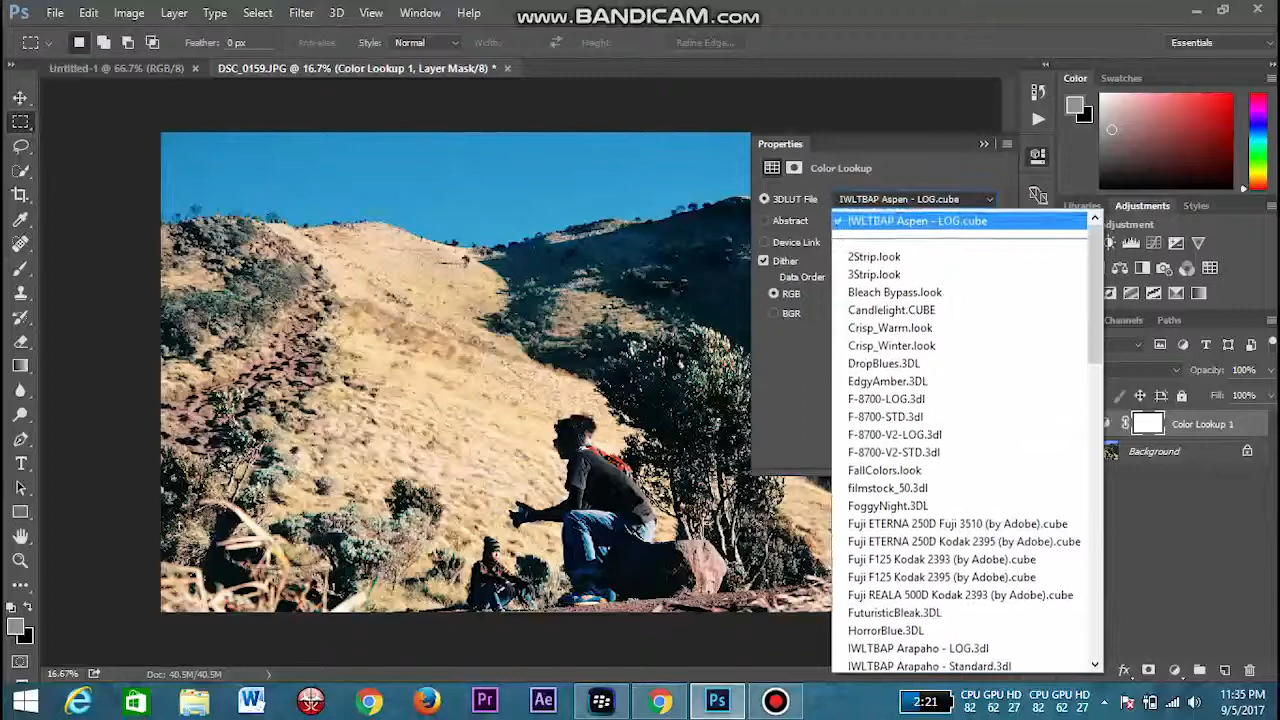 Ps File Edit Image Layer Type Select Filter 3D View Window Help
www.BANDICAM.com
Feather: 0 px Anti-alias Style: Normal Width: Height: Refine Edge... Essentials
Untitled-1 @ 66.7% (RGB/8) × DSC_0159.JPG @ 16.7% (Color Lookup 1, Layer Mask/8) * ×
Color Swatches
Properties
Color Lookup
3DLUT File IWLTBAP Aspen - LOG.cube
Abstract
Device Link
Dither
Data Order
RGB
BGR
IWLTBAP Aspen - LOG.cube
2Strip.look
3Strip.look
Bleach Bypass.look
Candlelight.CUBE
Crisp_Warm.look
Crisp_Winter.look
DropBlues.3DL
EdgyAmber.3DL
F-8700-LOG.3dl
F-8700-STD.3dl
F-8700-V2-LOG.3dl
F-8700-V2-STD.3dl
FallColors.look
filmstock_50.3dl
FoggyNight.3DL
Fuji ETERNA 250D Fuji 3510 (by Adobe).cube
Fuji ETERNA 250D Kodak 2395 (by Adobe).cube
Fuji F125 Kodak 2393 (by Adobe).cube
Fuji F125 Kodak 2395 (by Adobe).cube
Fuji REALA 500D Kodak 2393 (by Adobe).cube
FuturisticBleak.3DL
HorrorBlue.3DL
IWLTBAP Arapaho - LOG.3dl
IWLTBAP Arapaho - Standard.3dl
Libraries Adjustments Styles
Channels Paths
Opacity: 100%
Fill: 100%
Color Lookup 1
Background
16.67% Doc: 40.5M/40.5M
Pr Ae Ps 2:21 CPU GPU HD CPU GPU HD 11:35 PM
82 62 27 82 62 27 9/5/2017